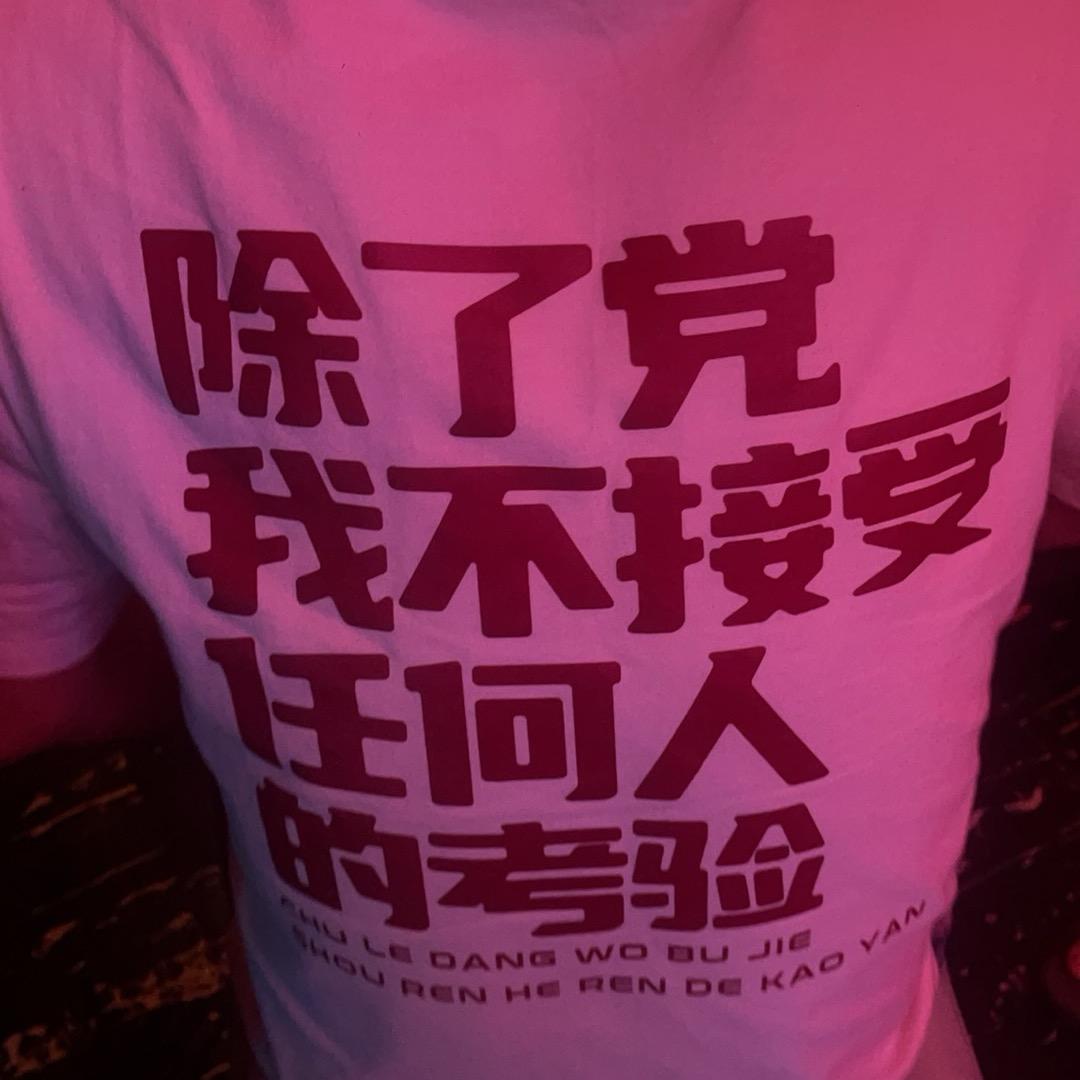 除了党
我不接受
任何人
的考验
CHU LE DANG WO BU JIE
SHOU REN HE REN DE KAO YAN